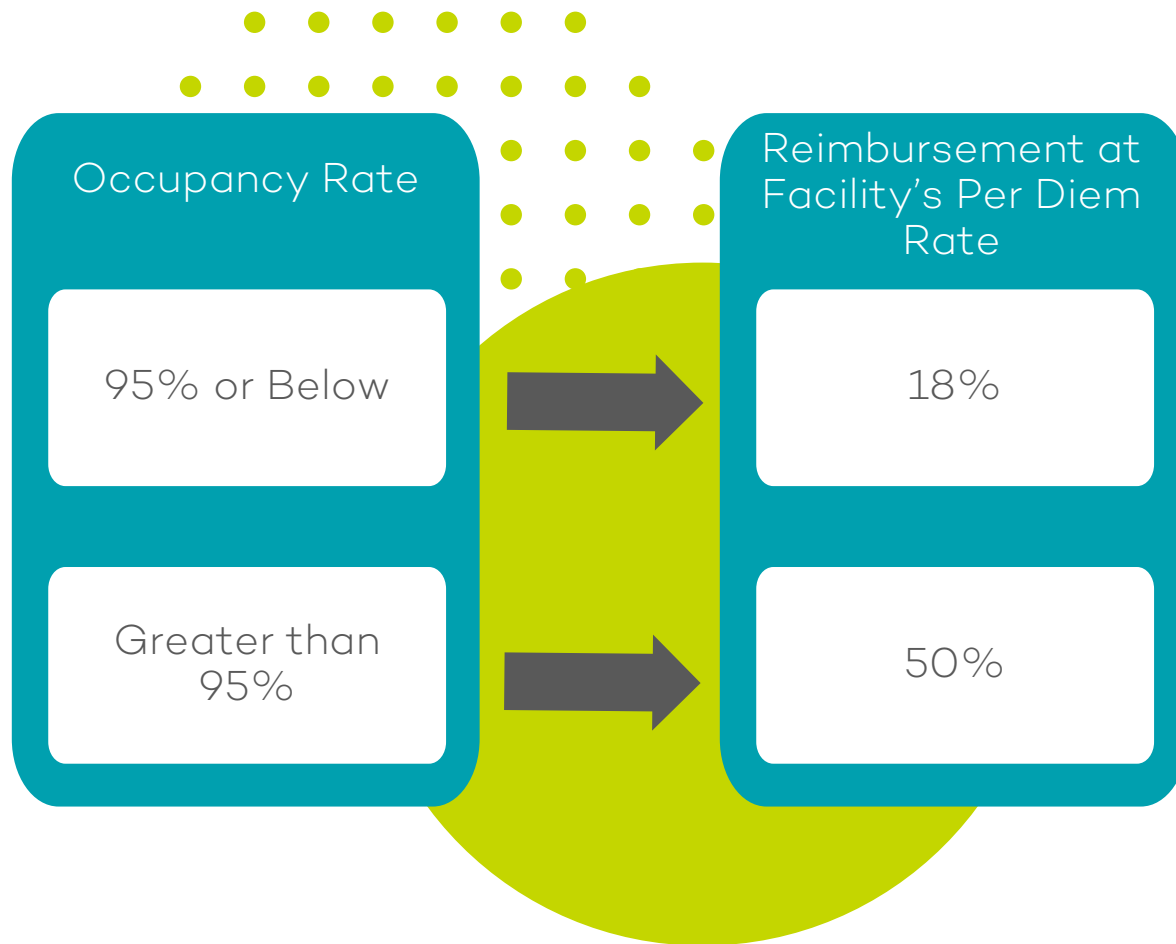 Occupancy Rate
95% or Below
Greater than
95%
Reimbursement at
Facility’s Per Diem
Rate
18%
50%